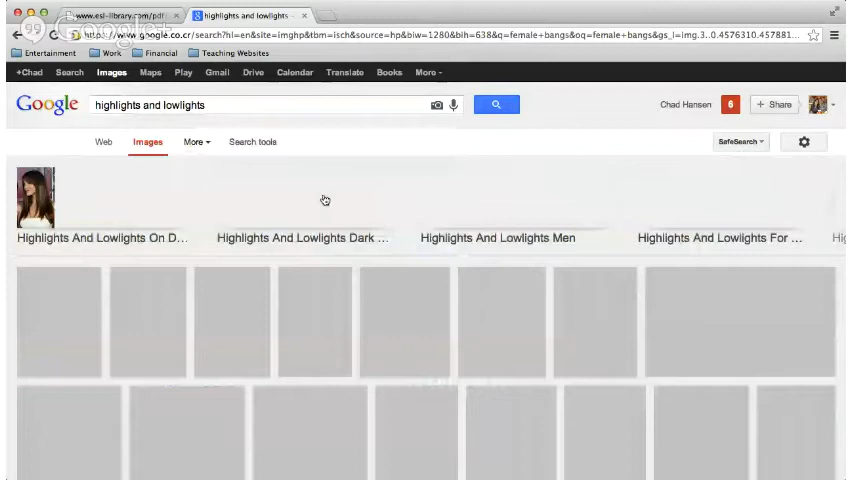 www.esl-library.com/pdf
highlights and lowlights -
Google+
https://www.google.co.cr/search?hl=en&site=imghp&tbm=isch&source=hp&biw=1280&bih=638&q=female+bangs&oq=female+bangs&gs_l=img.3..0.4576310.457881...
Entertainment Work Financial Teaching Websites
+Chad Search Images Maps Play Gmail Drive Calendar Translate Books More
Google highlights and lowlights Chad Hansen 6 + Share
Web Images More Search tools SafeSearch
Highlights And Lowlights On D... Highlights And Lowlights Dark ... Highlights And Lowlights Men Highlights And Lowlights For ... Hig